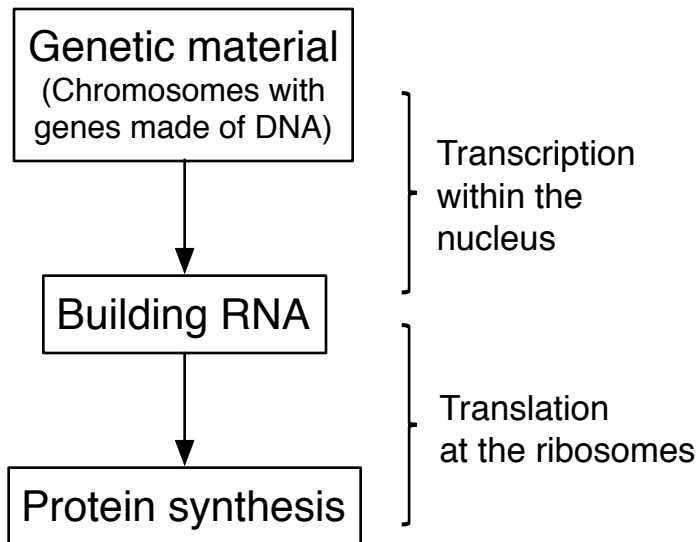 Genetic material
(Chromosomes with
genes made of DNA)
Transcription
within the
nucleus
Building RNA
Translation
at the ribosomes
Protein synthesis